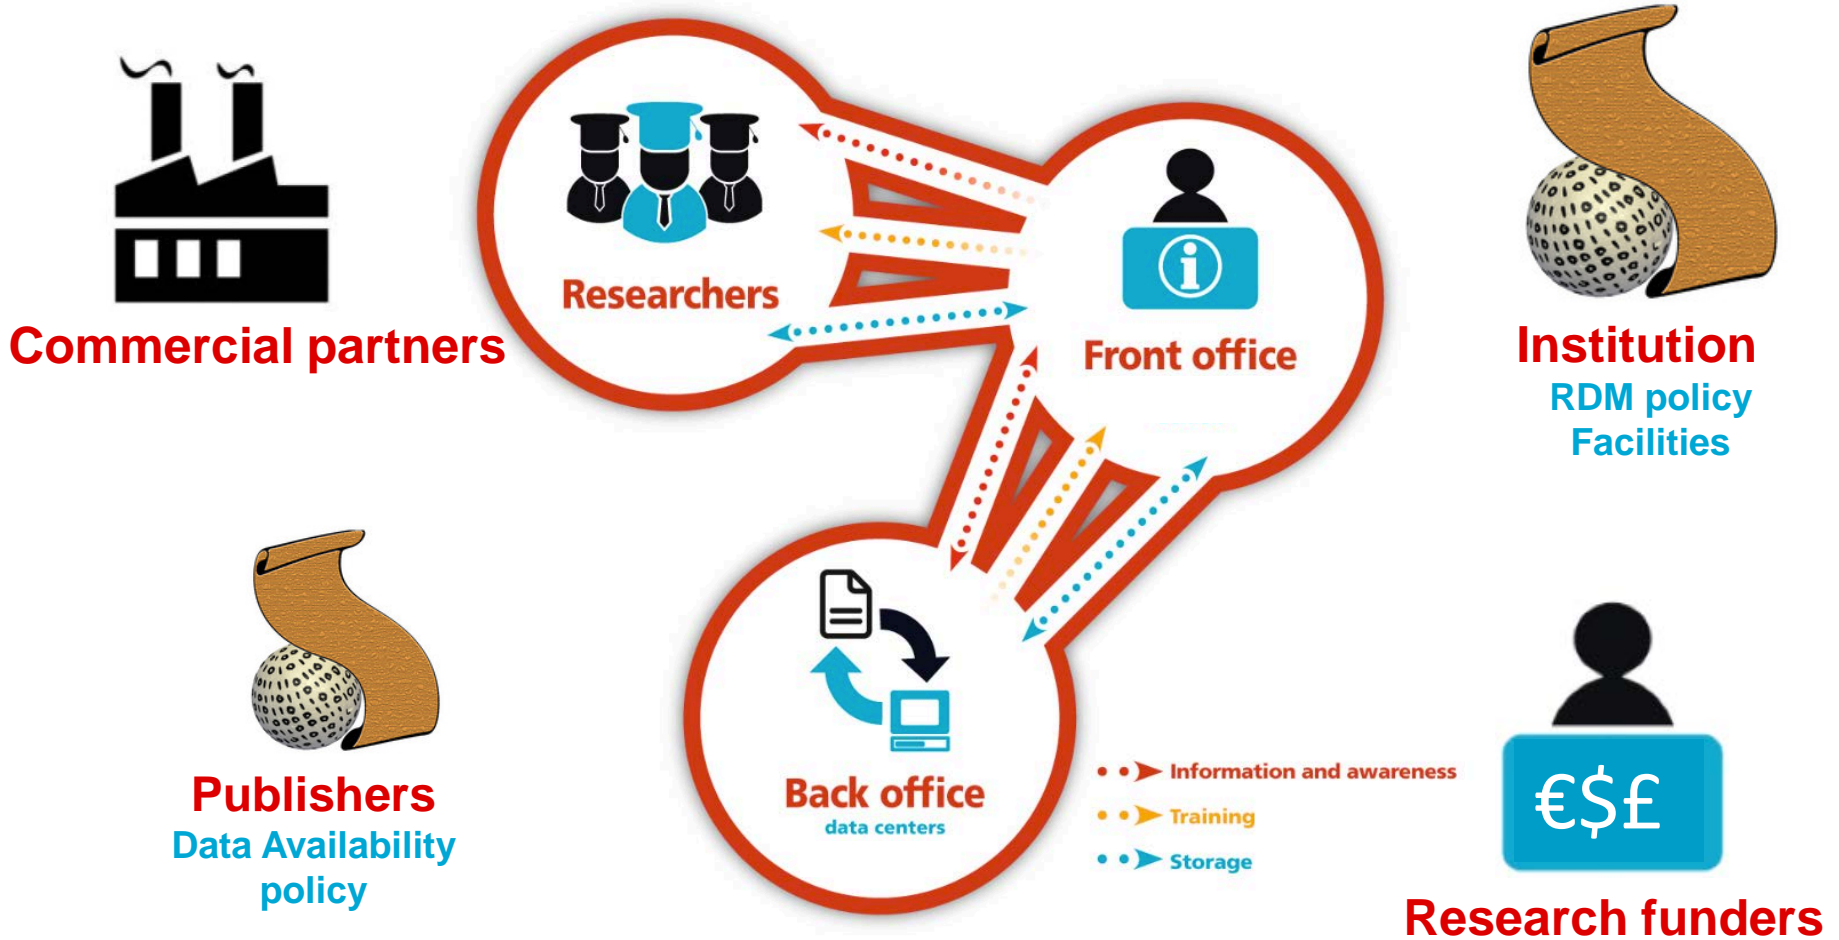 Commercial partners
Researchers
Front office
Institution
RDM policy
Facilities
Publishers
Data Availability
policy
Back office
data centers
Information and awareness
Training
Storage
€$£
Research funders